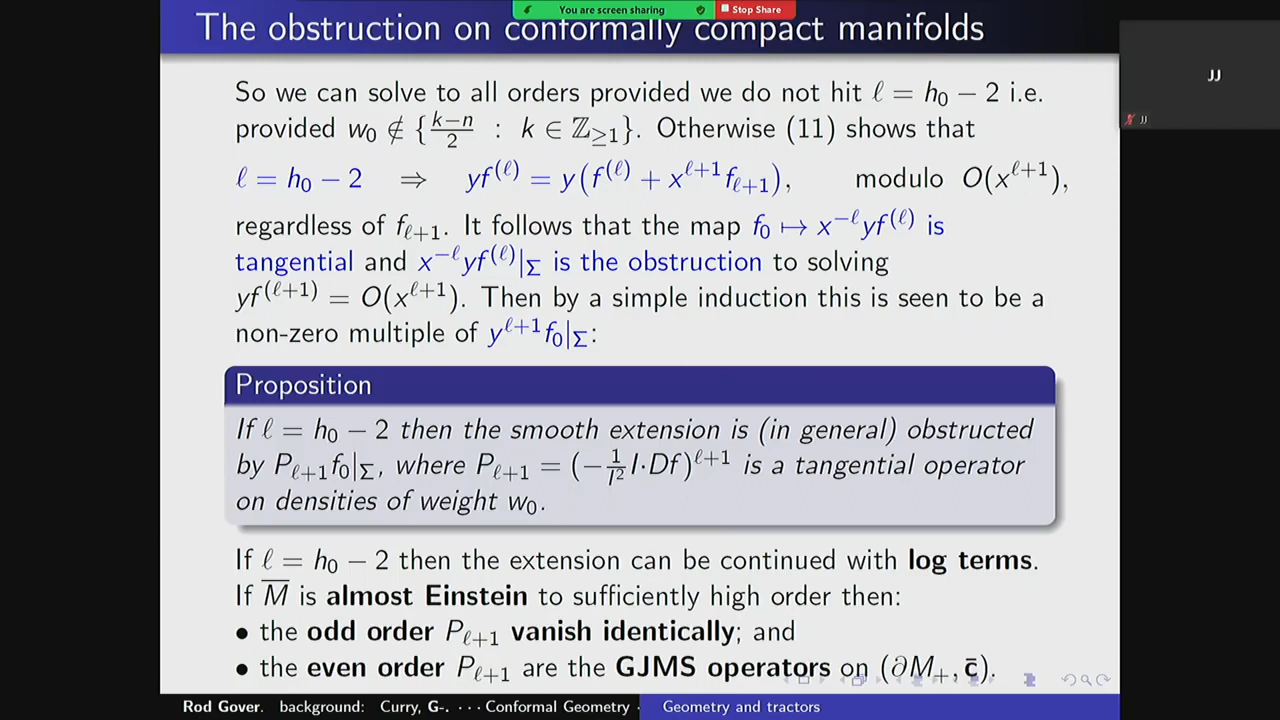 You are screen sharing Stop Share
The obstruction on conformally compact manifolds
JJ
JJ
So we can solve to all orders provided we do not hit ℓ = h₀ − 2 i.e.
provided w₀ ∉ {(k−n)/2 : k ∈ ℤ≥1}. Otherwise (11) shows that
ℓ = h₀ − 2 ⇒ yf^(ℓ) = y(f^(ℓ) + x^{ℓ+1}f_{ℓ+1}), modulo O(x^{ℓ+1}),
regardless of f_{ℓ+1}. It follows that the map f₀ ↦ x^{−ℓ}yf^(ℓ) is
tangential and x^{−ℓ}yf^(ℓ)|_Σ is the obstruction to solving
yf^(ℓ+1) = O(x^{ℓ+1}). Then by a simple induction this is seen to be a
non-zero multiple of y^{ℓ+1}f₀|_Σ:
Proposition
If ℓ = h₀ − 2 then the smooth extension is (in general) obstructed
by P_{ℓ+1}f₀|_Σ, where P_{ℓ+1} = (−(1/I²) I·Df)^{ℓ+1} is a tangential operator
on densities of weight w₀.
If ℓ = h₀ − 2 then the extension can be continued with log terms.
If M̅ is almost Einstein to sufficiently high order then:
• the odd order P_{ℓ+1} vanish identically; and
• the even order P_{ℓ+1} are the GJMS operators on (∂M₊, c̄).
Rod Gover. background: Curry, G-. · · · Conformal Geometry · Geometry and tractors